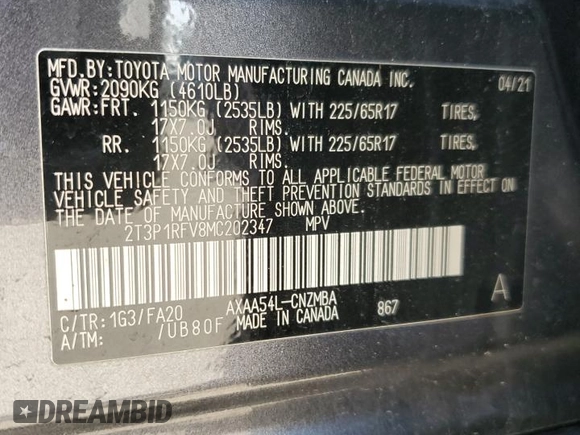 MFD.BY:TOYOTA MOTOR MANUFACTURING CANADA INC. 04/21
GVWR:2090KG (4610LB)
GAWR:FRT. 1150KG (2535LB) WITH 225/65R17 TIRES,
17X7.0J RIMS.
RR. 1150KG (2535LB) WITH 225/65R17 TIRES,
17X7.0J RIMS.
THIS VEHICLE CONFORMS TO ALL APPLICABLE FEDERAL MOTOR
VEHICLE SAFETY AND THEFT PREVENTION STANDARDS IN EFFECT ON
THE DATE OF MANUFACTURE SHOWN ABOVE.
2T3P1RFV8MC202347 MPV
A
C/TR:1G3/FA20 AXAA54L-CNZMBA 867
A/TM: /UB80F MADE IN CANADA
DREAMBID